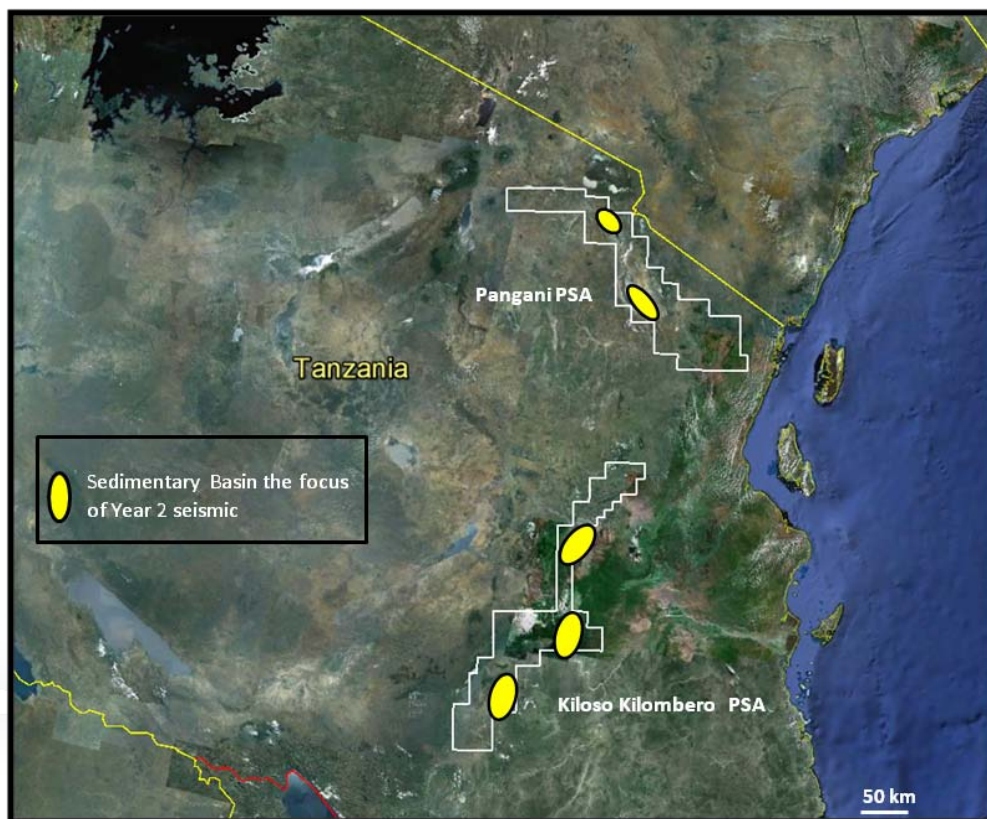 Pangani PSA
Tanzania
Sedimentary Basin the focus
of Year 2 seismic
Kiloso Kilombero PSA
50 km